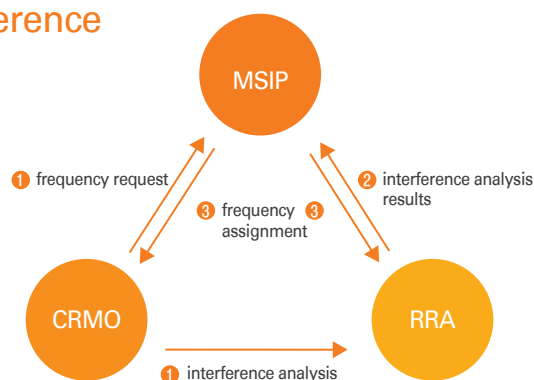 erence
MSIP
1 frequency request
2 interference analysis
results
3 frequency 3
assignment
CRMO
RRA
1 interference analysis